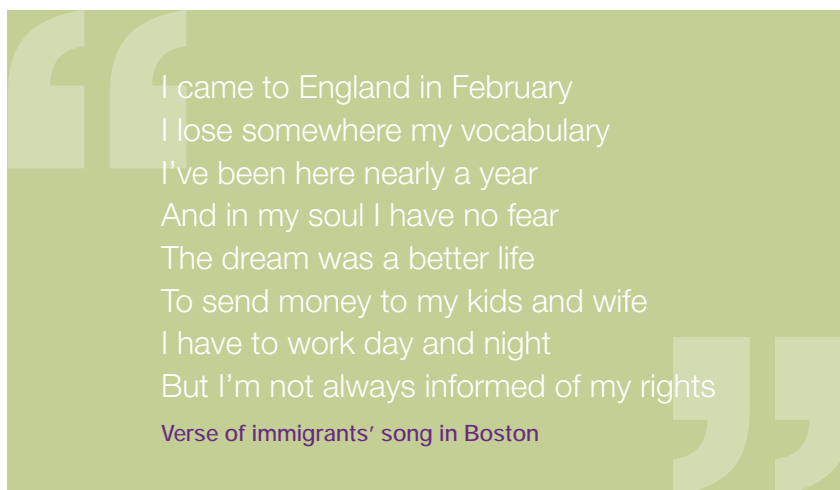 I came to England in February
I lose somewhere my vocabulary
I’ve been here nearly a year
And in my soul I have no fear
The dream was a better life
To send money to my kids and wife
I have to work day and night
But I’m not always informed of my rights
Verse of immigrants’ song in Boston